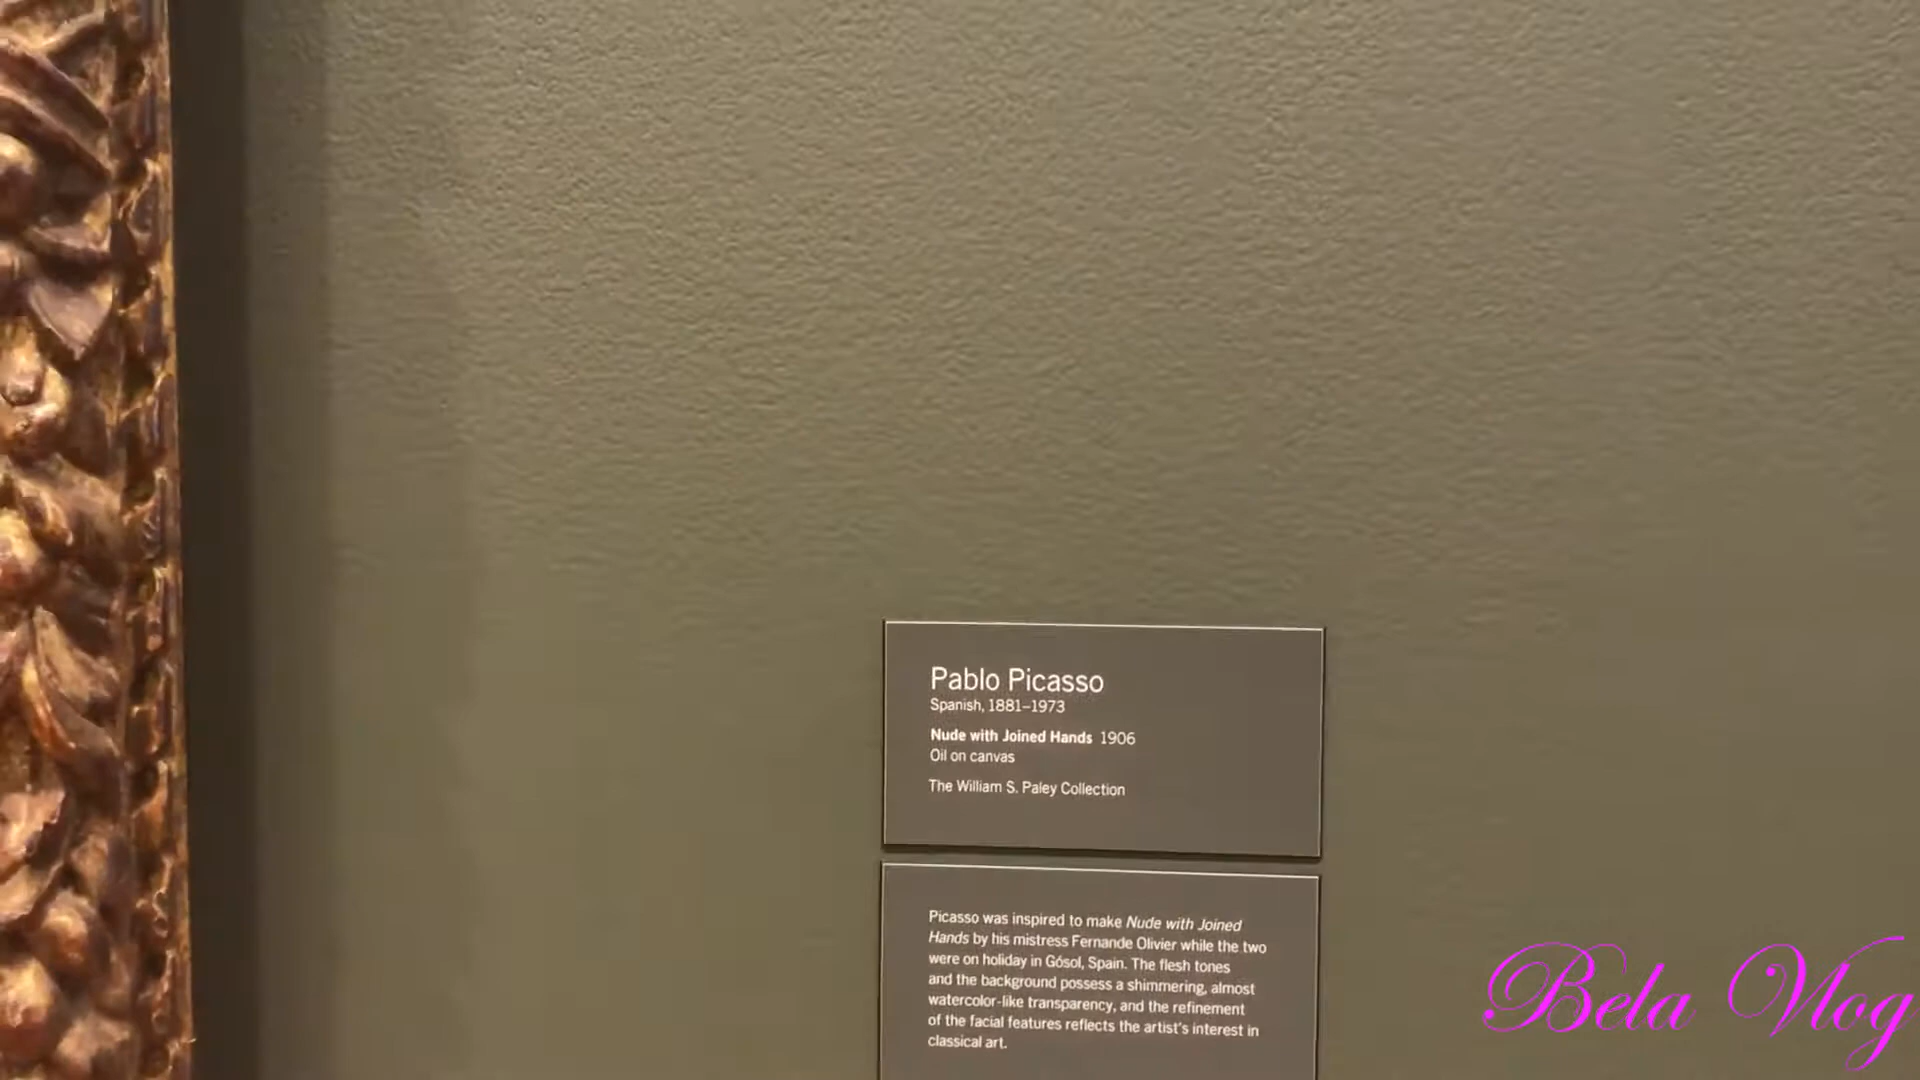 Pablo Picasso
Spanish, 1881–1973
Nude with Joined Hands 1906
Oil on canvas
The William S. Paley Collection
Picasso was inspired to make Nude with Joined
Hands by his mistress Fernande Olivier while the two
were on holiday in Gósol, Spain. The flesh tones
and the background possess a shimmering, almost
watercolor-like transparency, and the refinement
of the facial features reflects the artist's interest in
classical art.
Bela Vlog